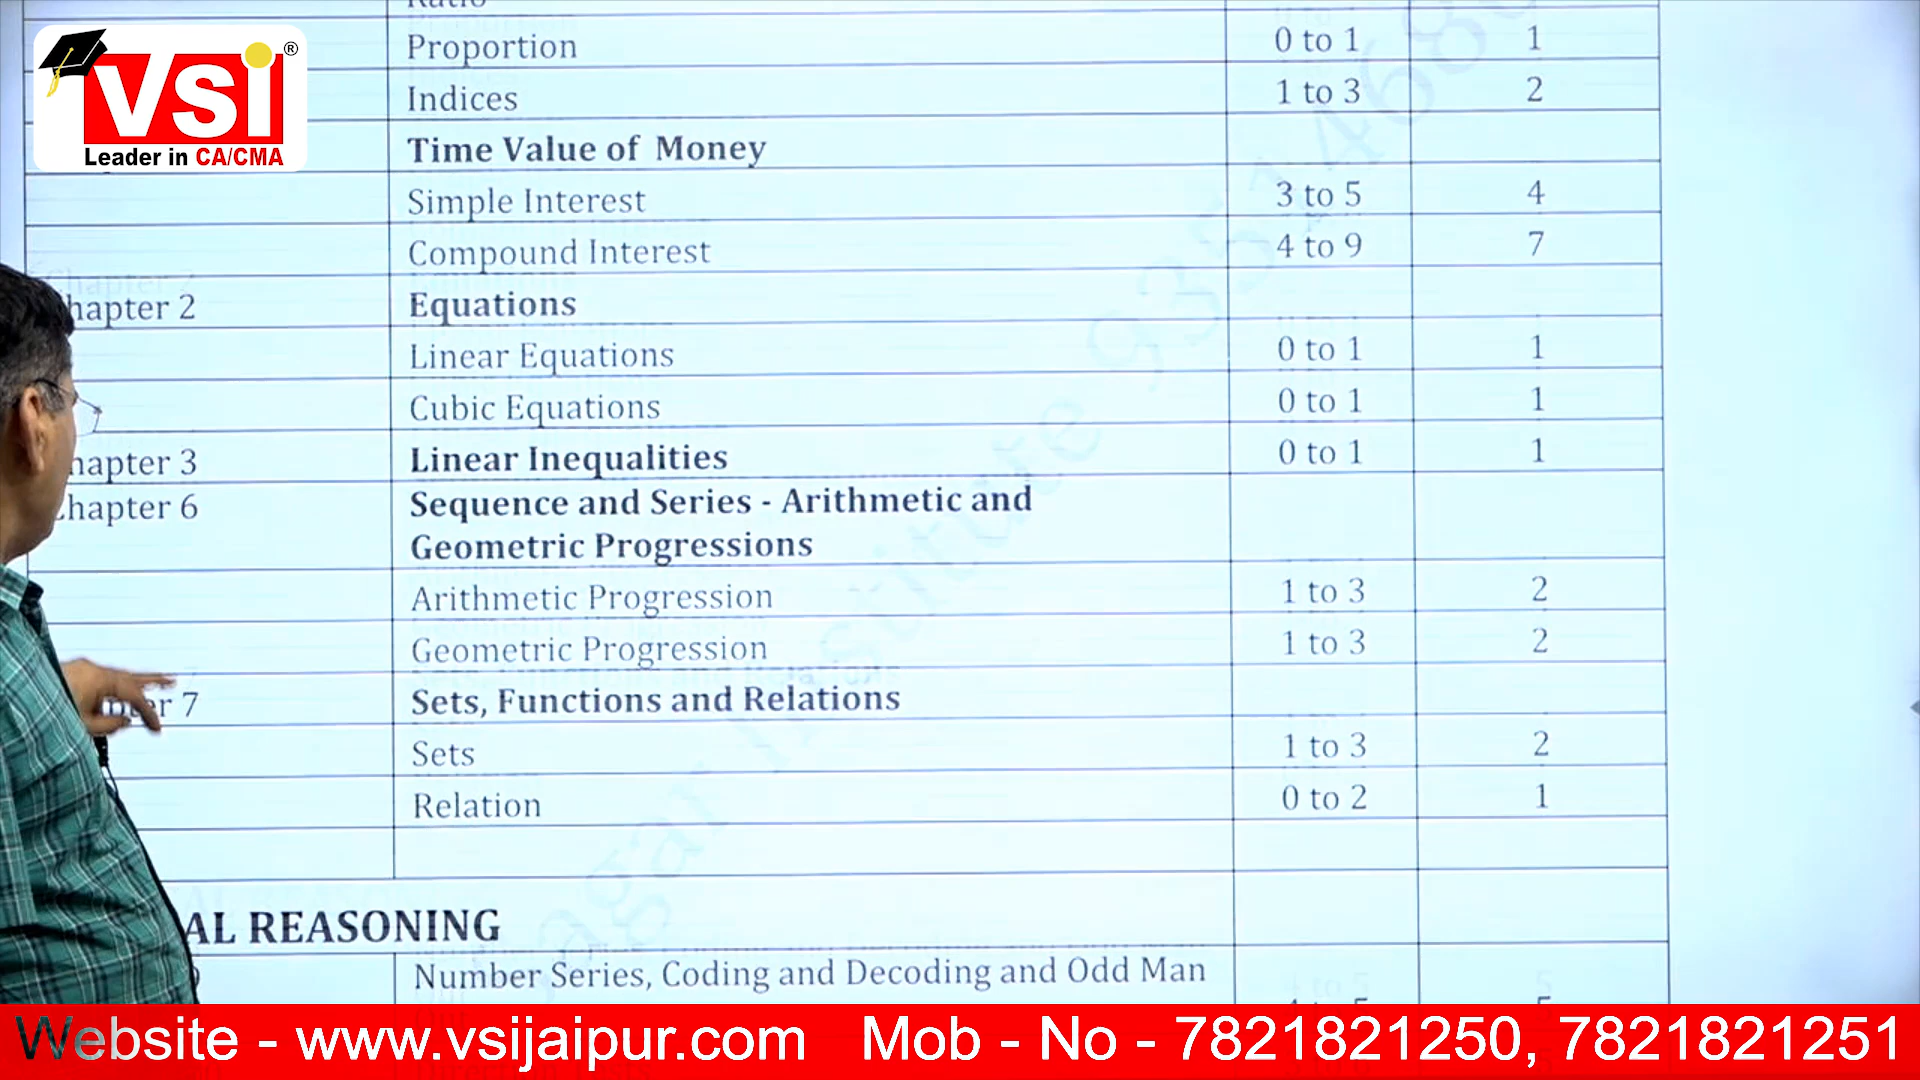 Ratio
Proportion 0 to 1 1
Indices 1 to 3 2
Time Value of Money
Simple Interest 3 to 5 4
Compound Interest 4 to 9 7
hapter 2 Equations
Linear Equations 0 to 1 1
Cubic Equations 0 to 1 1
hapter 3 Linear Inequalities 0 to 1 1
Chapter 6 Sequence and Series - Arithmetic and
Geometric Progressions
Arithmetic Progression 1 to 3 2
Geometric Progression 1 to 3 2
pter 7 Sets, Functions and Relations
Sets 1 to 3 2
Relation 0 to 2 1
AL REASONING
Number Series, Coding and Decoding and Odd Man
vsi ®
Leader in CA/CMA
Website - www.vsijaipur.com Mob - No - 7821821250, 7821821251